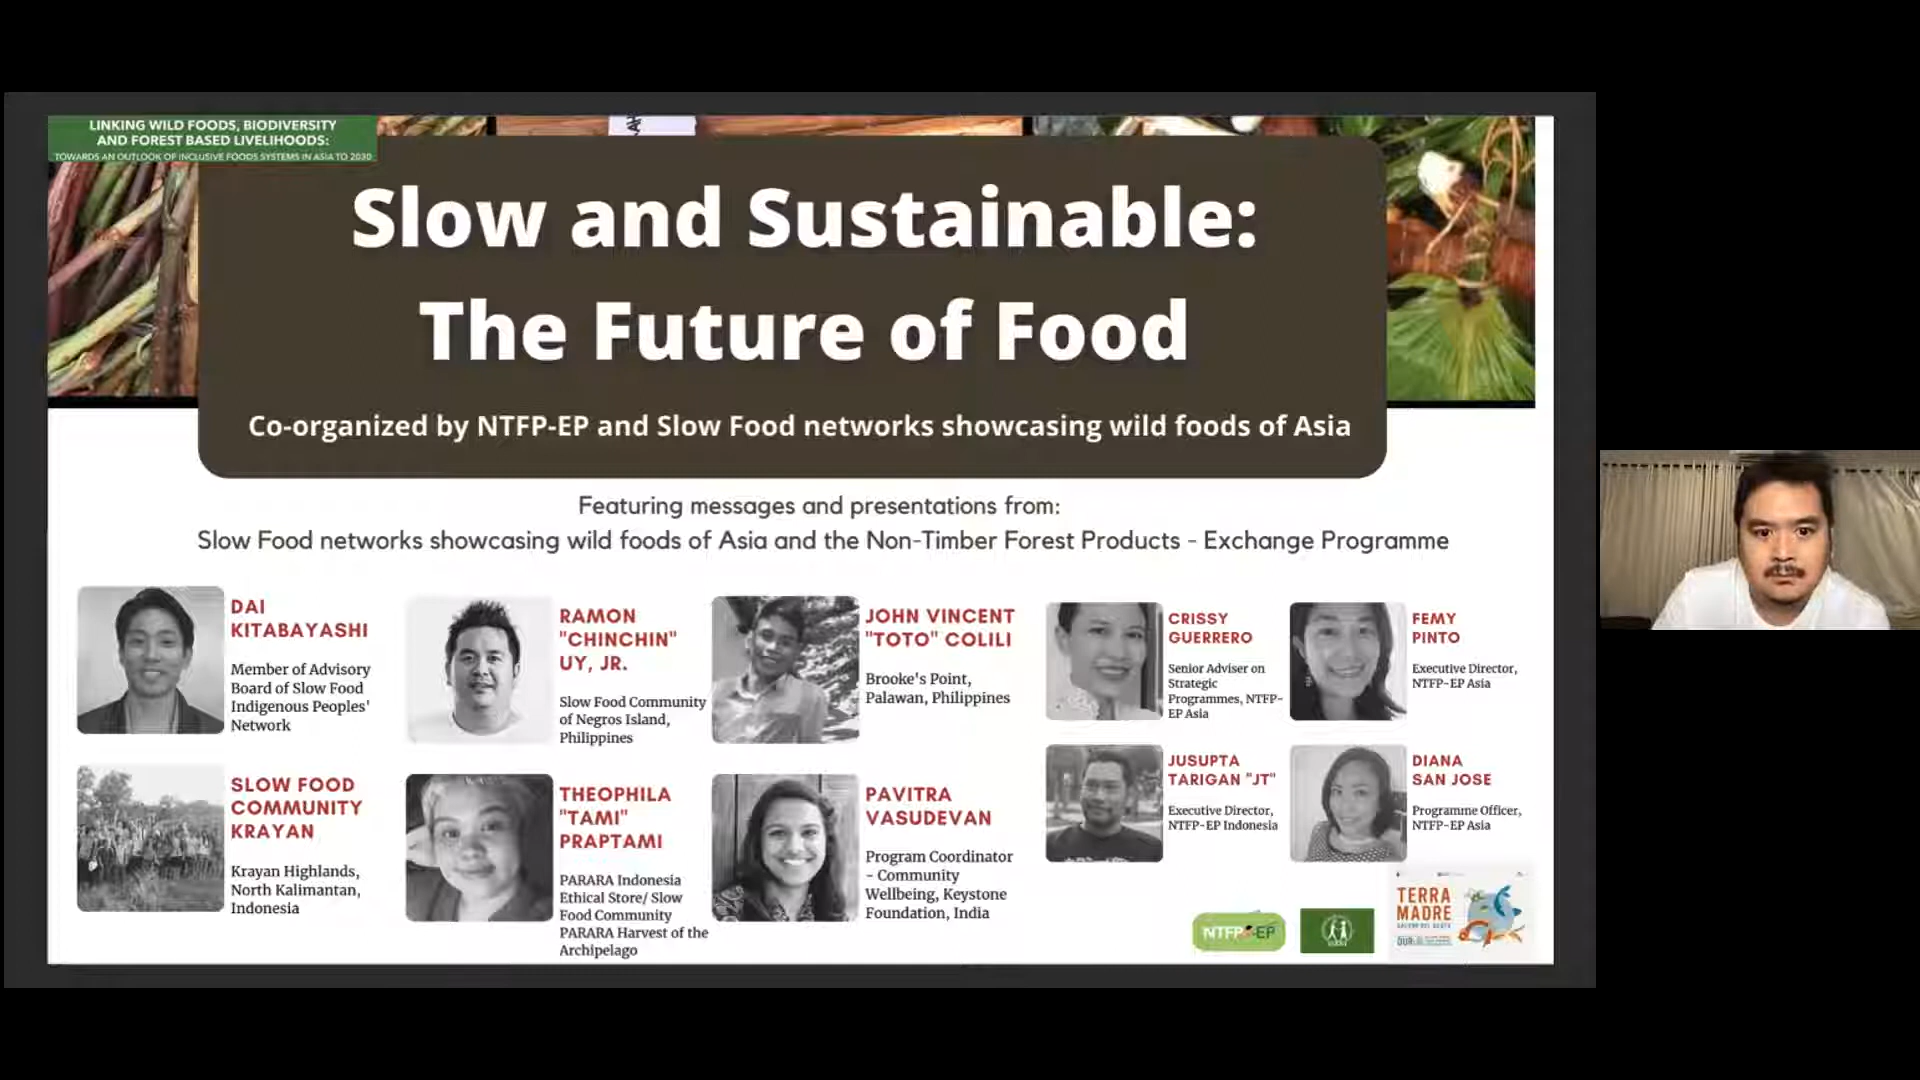 LINKING WILD FOODS, BIODIVERSITY
AND FOREST BASED LIVELIHOODS:
TOWARDS AN OUTLOOK OF INCLUSIVE FOODS SYSTEMS IN ASIA TO 2030
Slow and Sustainable:
The Future of Food
Co-organized by NTFP-EP and Slow Food networks showcasing wild foods of Asia
Featuring messages and presentations from:
Slow Food networks showcasing wild foods of Asia and the Non-Timber Forest Products - Exchange Programme
DAI
KITABAYASHI
Member of Advisory
Board of Slow Food
Indigenous Peoples'
Network
RAMON
"CHINCHIN"
UY, JR.
Slow Food Community
of Negros Island,
Philippines
JOHN VINCENT
"TOTO" COLILI
Brooke's Point,
Palawan, Philippines
CRISSY
GUERRERO
Senior Adviser on
Strategic
Programmes, NTFP-
EP Asia
FEMY
PINTO
Executive Director,
NTFP-EP Asia
SLOW FOOD
COMMUNITY
KRAYAN
Krayan Highlands,
North Kalimantan,
Indonesia
THEOPHILA
"TAMI"
PRAPTAMI
PARARA Indonesia
Ethical Store/ Slow
Food Community
PARARA Harvest of the
Archipelago
PAVITRA
VASUDEVAN
Program Coordinator
- Community
Wellbeing, Keystone
Foundation, India
JUSUPTA
TARIGAN "JT"
Executive Director,
NTFP-EP Indonesia
DIANA
SAN JOSE
Programme Officer,
NTFP-EP Asia
NTFP-EP
TERRA
MADRE